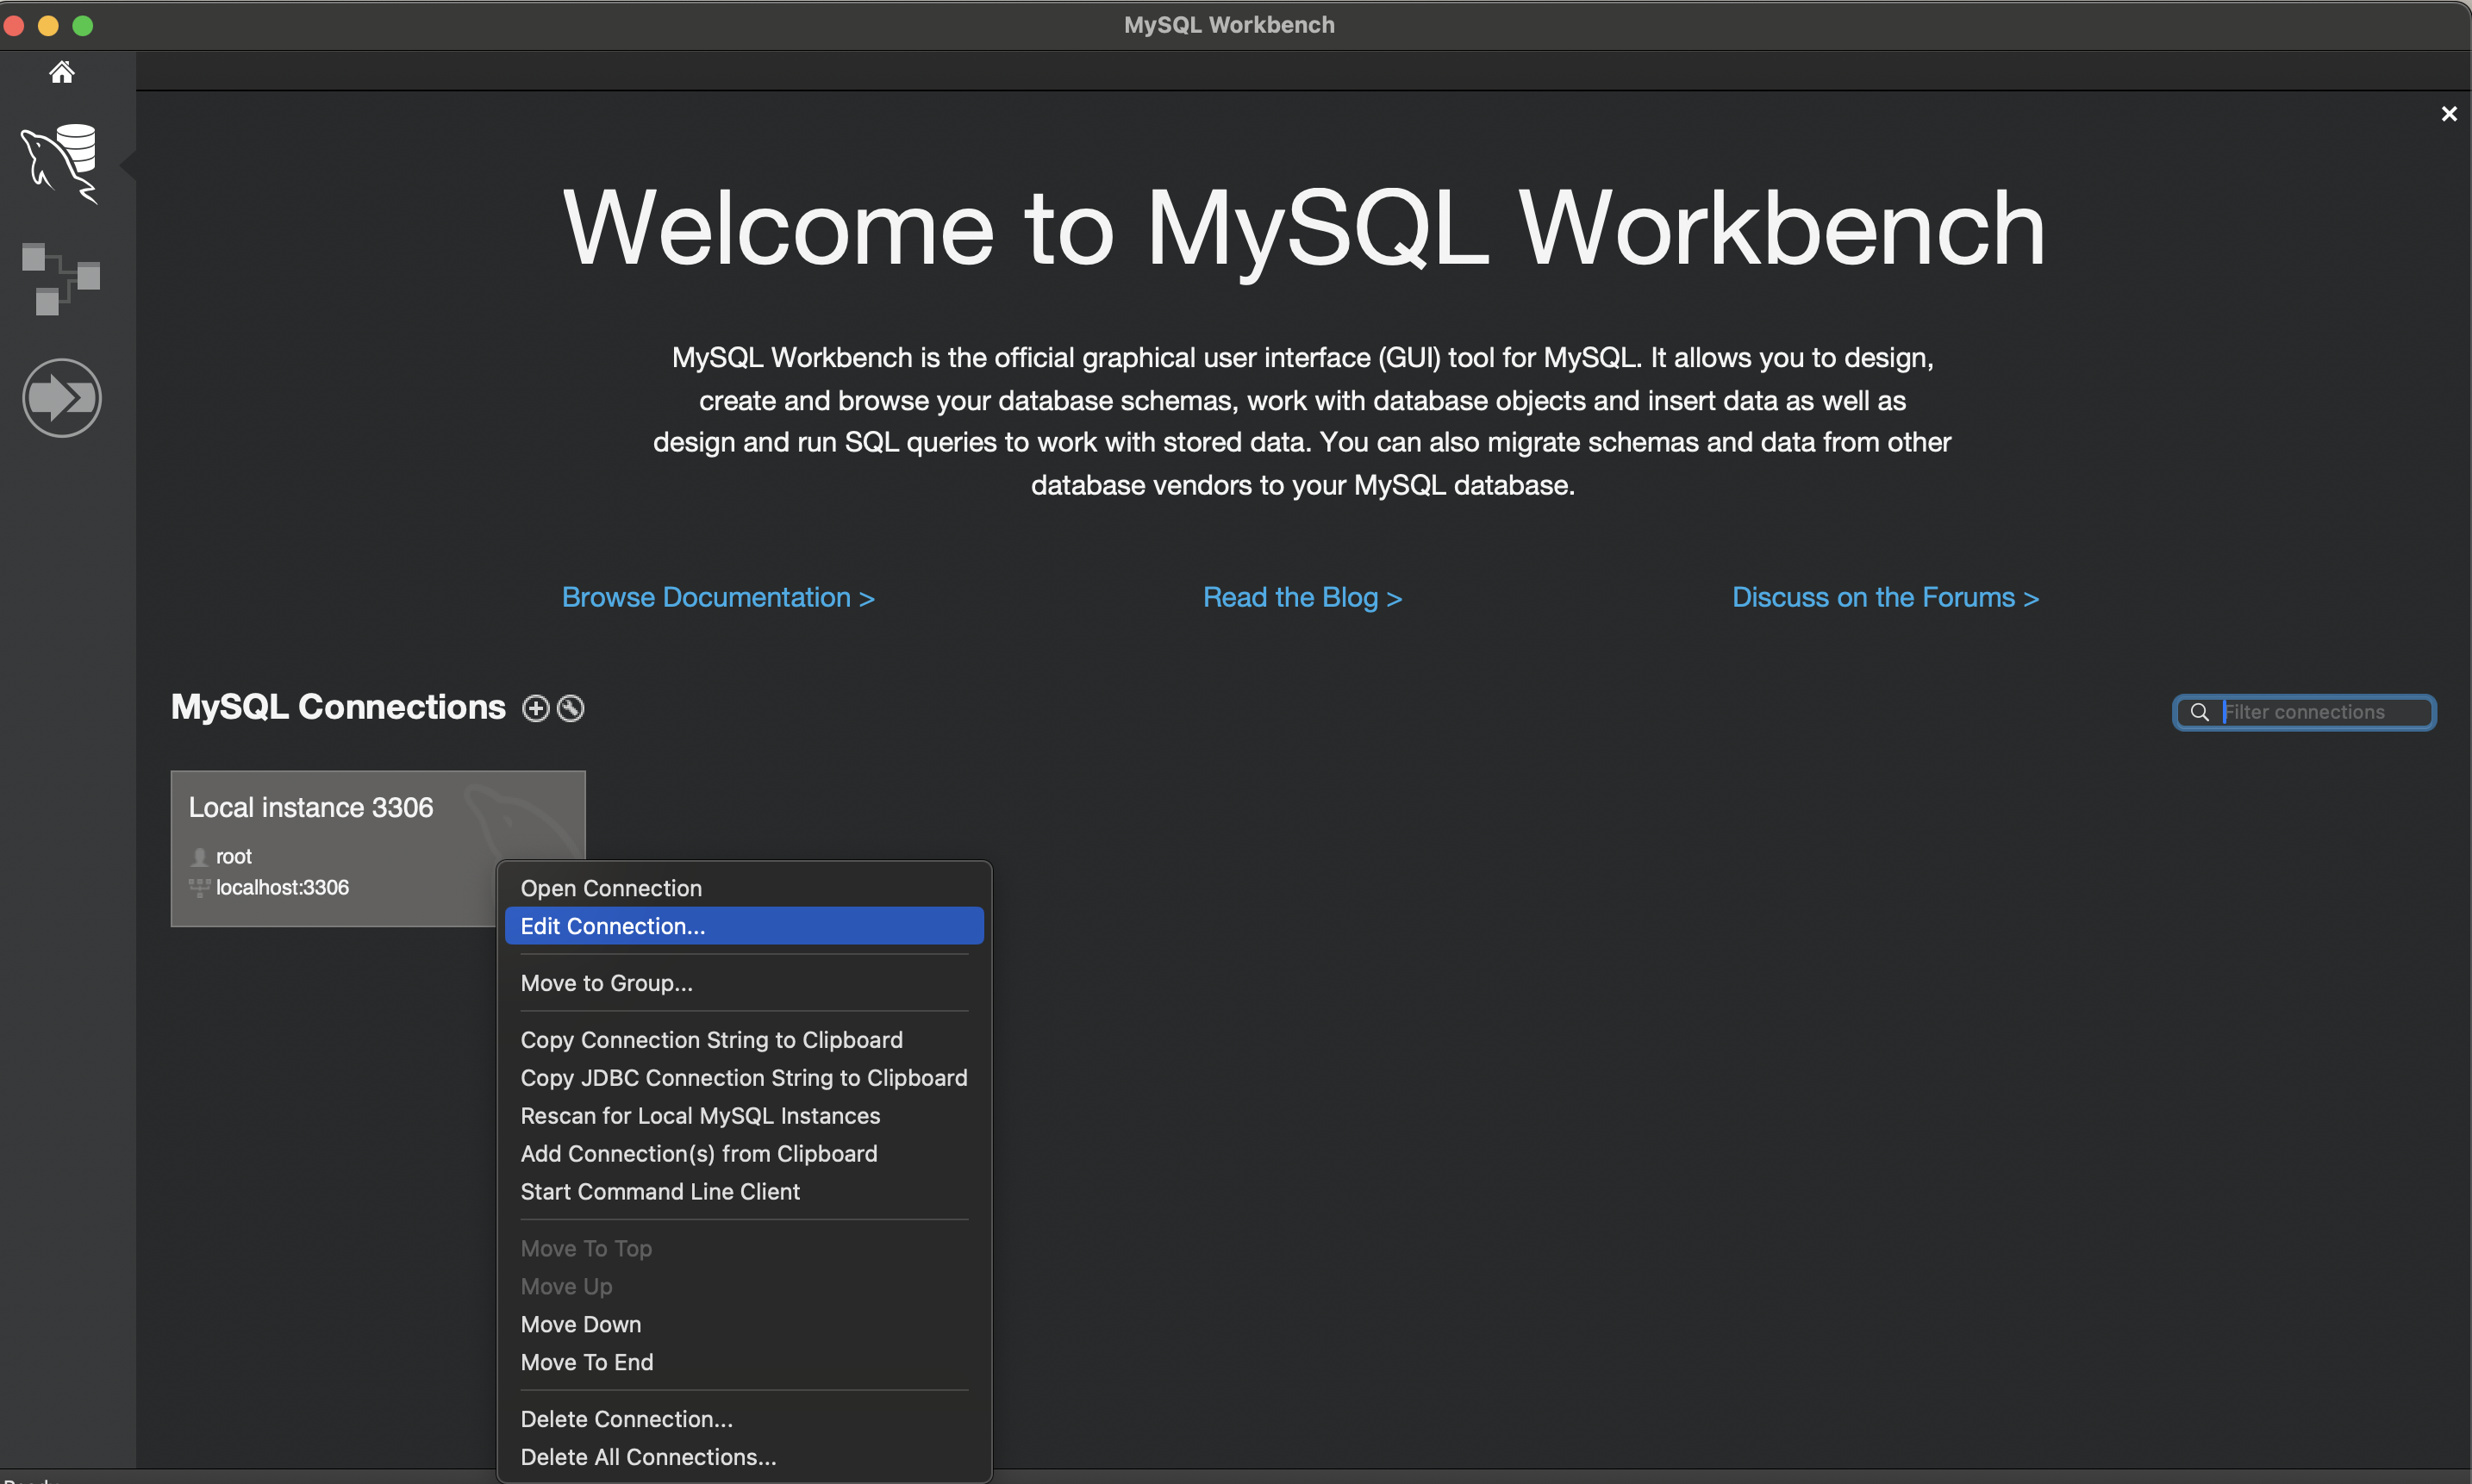 MySQL Workbench
Welcome to MySQL Workbench
MySQL Workbench is the official graphical user interface (GUI) tool for MySQL. It allows you to design,
create and browse your database schemas, work with database objects and insert data as well as
design and run SQL queries to work with stored data. You can also migrate schemas and data from other
database vendors to your MySQL database.
Browse Documentation >
Read the Blog >
Discuss on the Forums >
MySQL Connections
Filter connections
Local instance 3306
root
localhost:3306
Open Connection
Edit Connection...
Move to Group...
Copy Connection String to Clipboard
Copy JDBC Connection String to Clipboard
Rescan for Local MySQL Instances
Add Connection(s) from Clipboard
Start Command Line Client
Move To Top
Move Up
Move Down
Move To End
Delete Connection...
Delete All Connections...